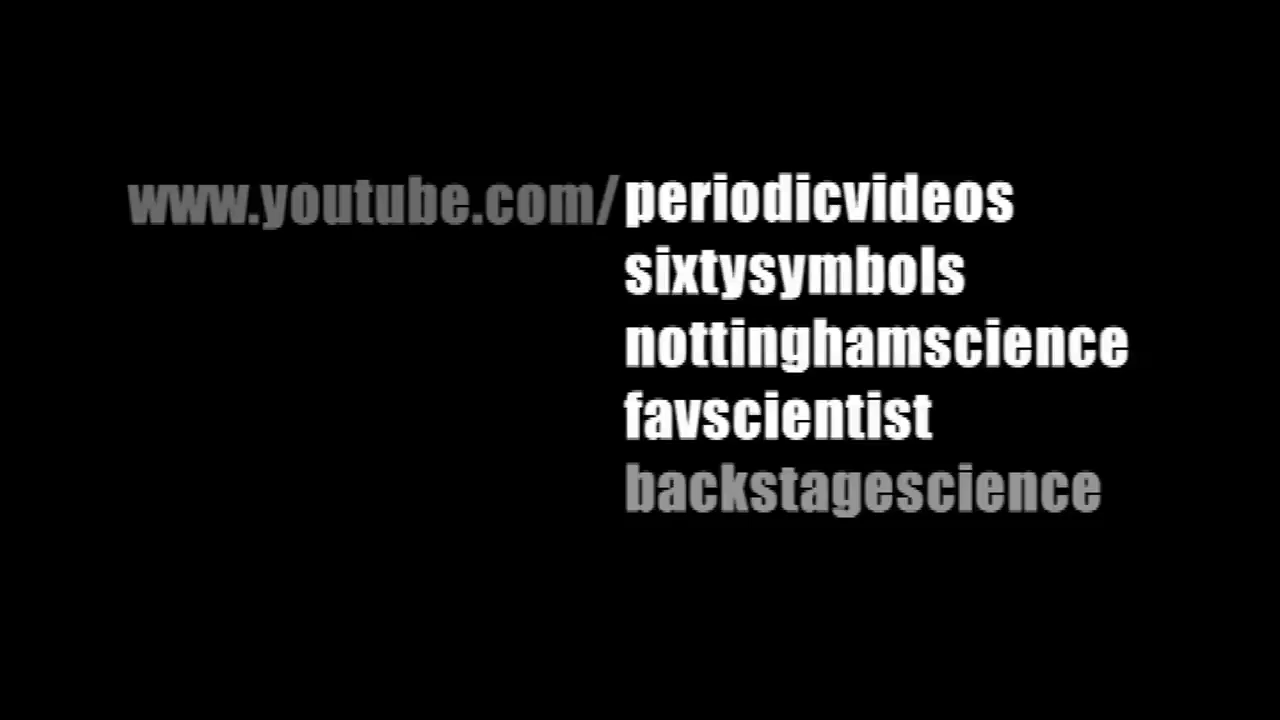 www.youtube.com/periodicvideos
sixtysymbols
nottinghamscience
favscientist
backstagescience